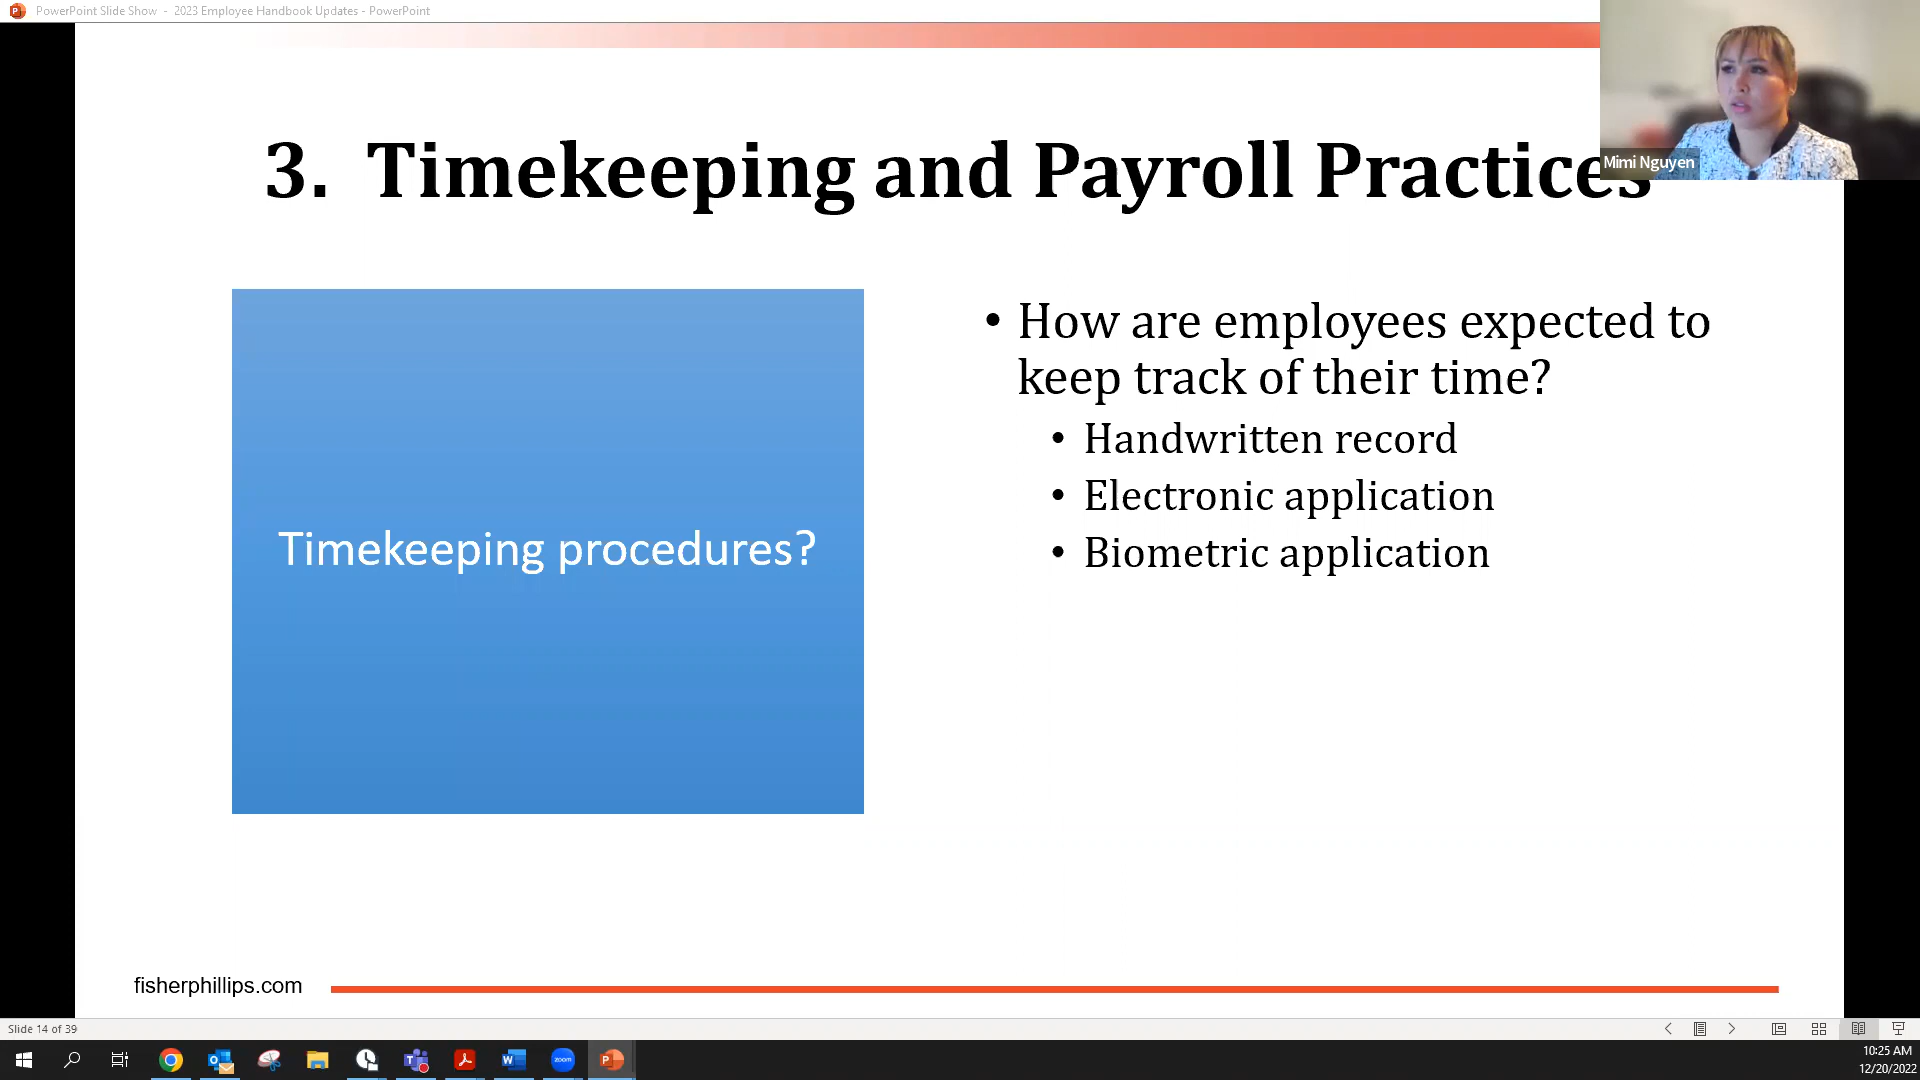 PowerPoint Slide Show - 2023 Employee Handbook Updates - PowerPoint
Mimi Nguyen
3. Timekeeping and Payroll Practices
Timekeeping procedures?
• How are employees expected to
keep track of their time?
• Handwritten record
• Electronic application
• Biometric application
fisherphillips.com
Slide 14 of 39
zoom
10:25 AM
12/20/2022